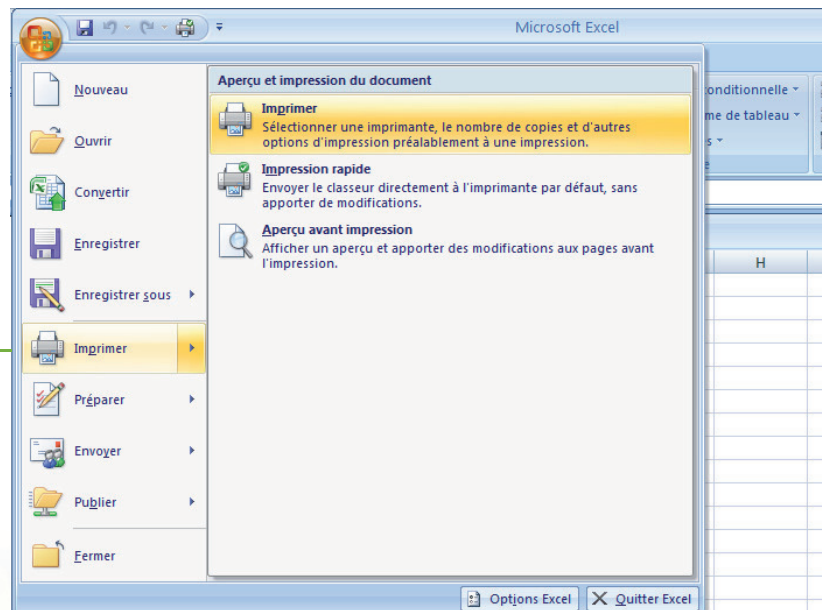 Microsoft Excel
Nouveau
Ouvrir
Convertir
Enregistrer
Enregistrer sous
Imprimer
Préparer
Envoyer
Publier
Fermer
Aperçu et impression du document
Imprimer
Sélectionner une imprimante, le nombre de copies et d'autres
options d'impression préalablement à une impression.
Impression rapide
Envoyer le classeur directement à l'imprimante par défaut, sans
apporter de modifications.
Aperçu avant impression
Afficher un aperçu et apporter des modifications aux pages avant
l'impression.
onditionnelle
me de tableau
s
H
Options Excel
Quitter Excel